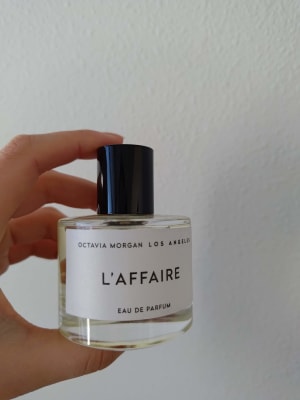 OCTAVIA MORGAN LOS ANGELES
L'AFFAIRE
EAU DE PARFUM